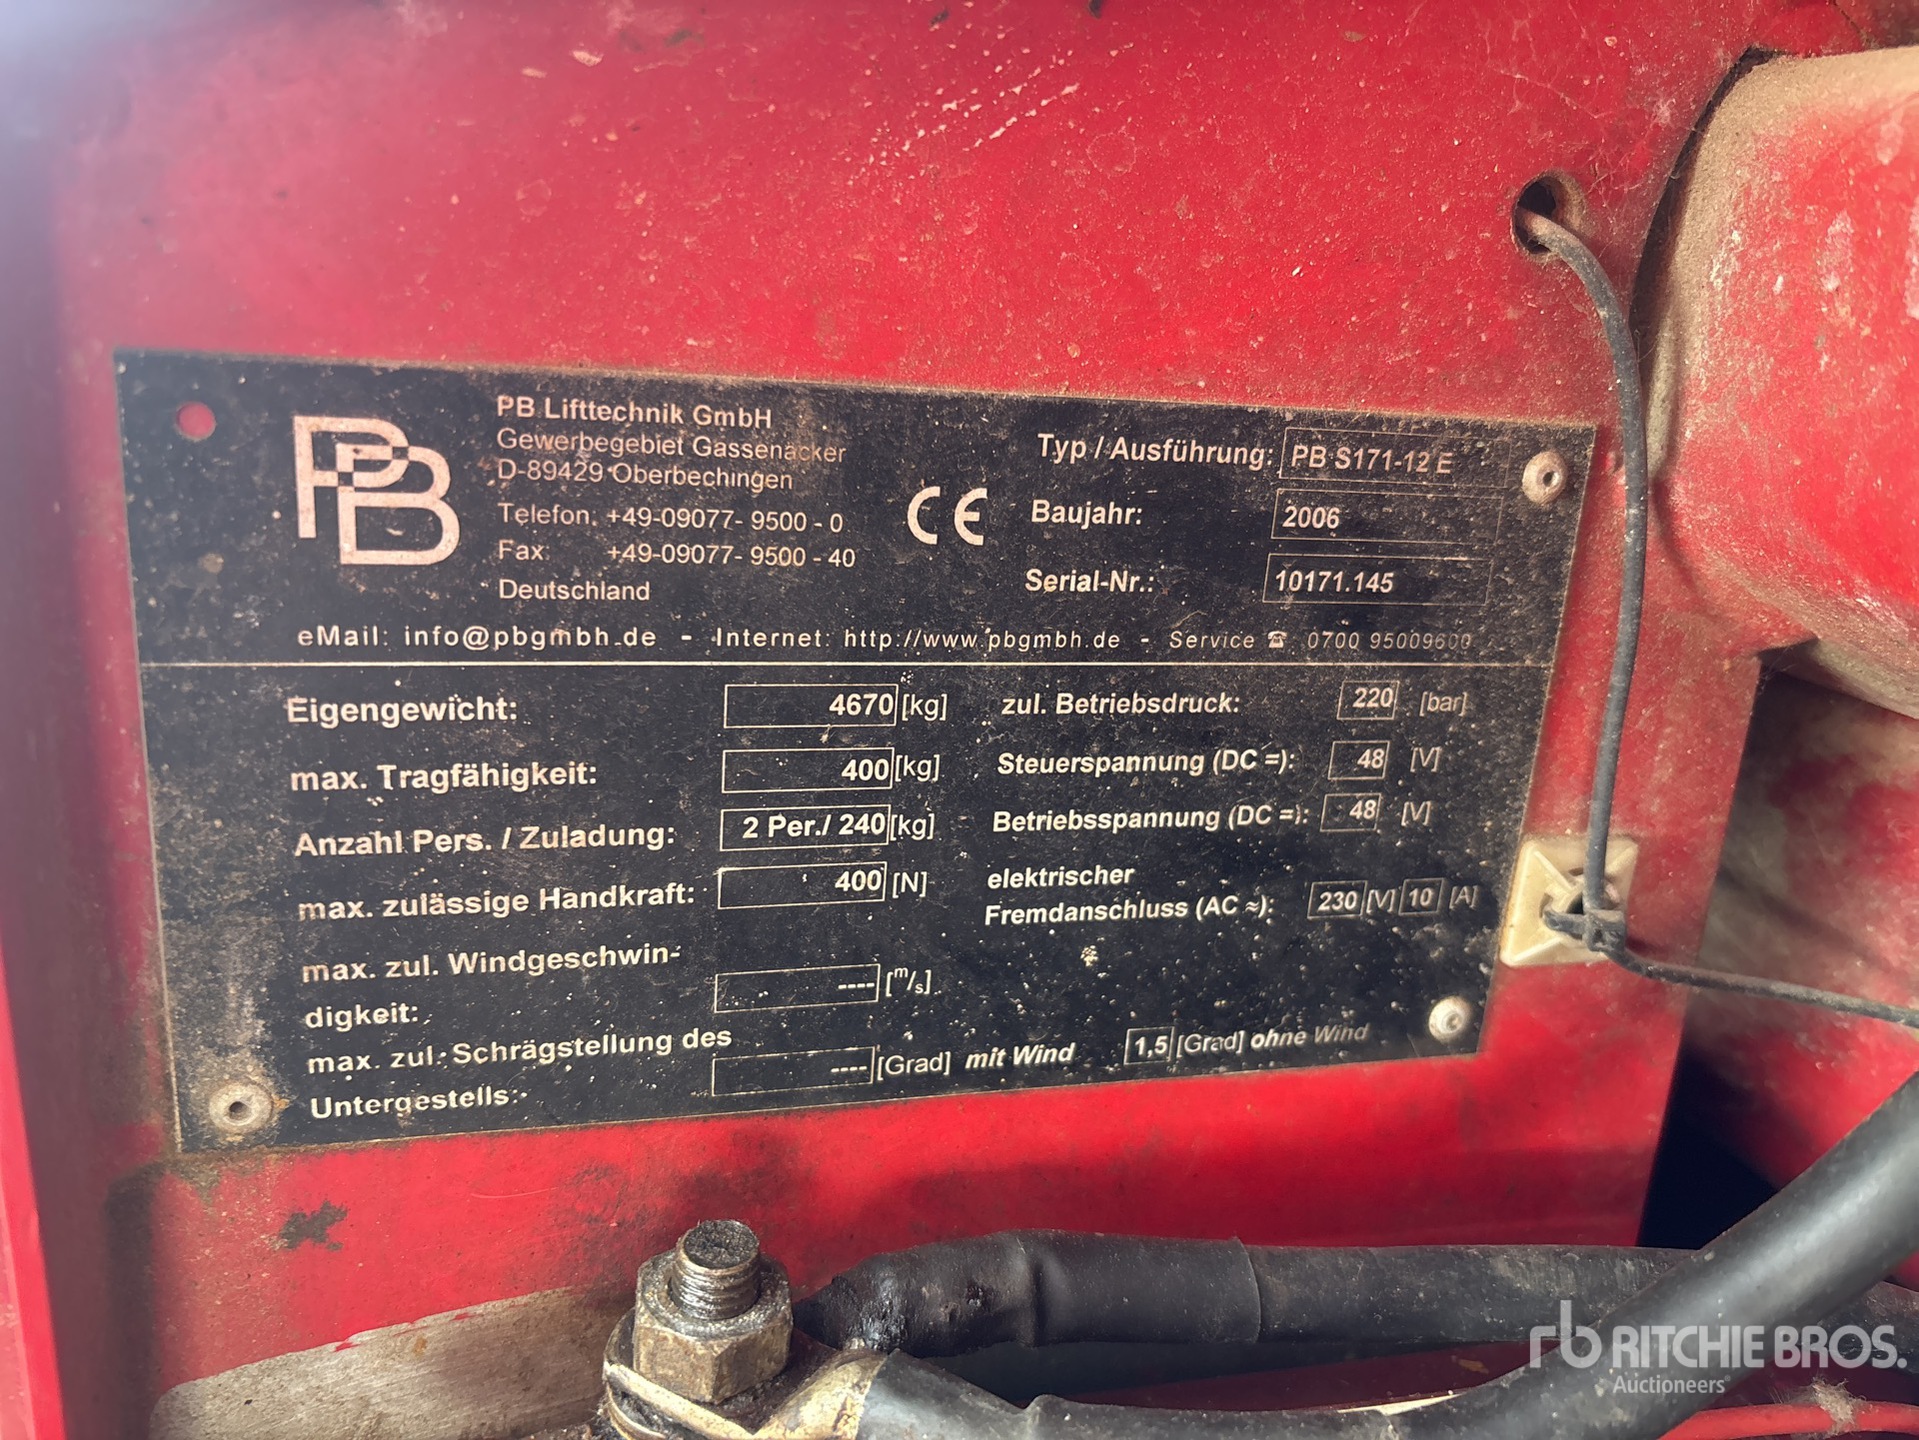 PB
PB Lifttechnik GmbH
Gewerbegebiet Gassenäcker
D-89429 Oberbechingen
Telefon: +49-09077- 9500 - 0
Fax: +49-09077- 9500 - 40
Deutschland
CE
Typ / Ausführung: PB S171-12 E
Baujahr: 2006
Serial-Nr.: 10171.145
eMail: info@pbgmbh.de - Internet: http://www.pbgmbh.de - Service ☎ 0700 95009600
Eigengewicht: 4670 [kg]
max. Tragfähigkeit: 400 [kg]
Anzahl Pers. / Zuladung: 2 Per./ 240 [kg]
max. zulässige Handkraft: 400 [N]
max. zul. Windgeschwin-
digkeit: ---- [m/s]
max. zul. Schrägstellung des
Untergestells: ---- [Grad] mit Wind 1,5 [Grad] ohne Wind
zul. Betriebsdruck: 220 [bar]
Steuerspannung (DC =): 48 [V]
Betriebsspannung (DC =): 48 [V]
elektrischer
Fremdanschluss (AC ≈): 230 [V] 10 [A]
rb RITCHIE BROS.
Auctioneers